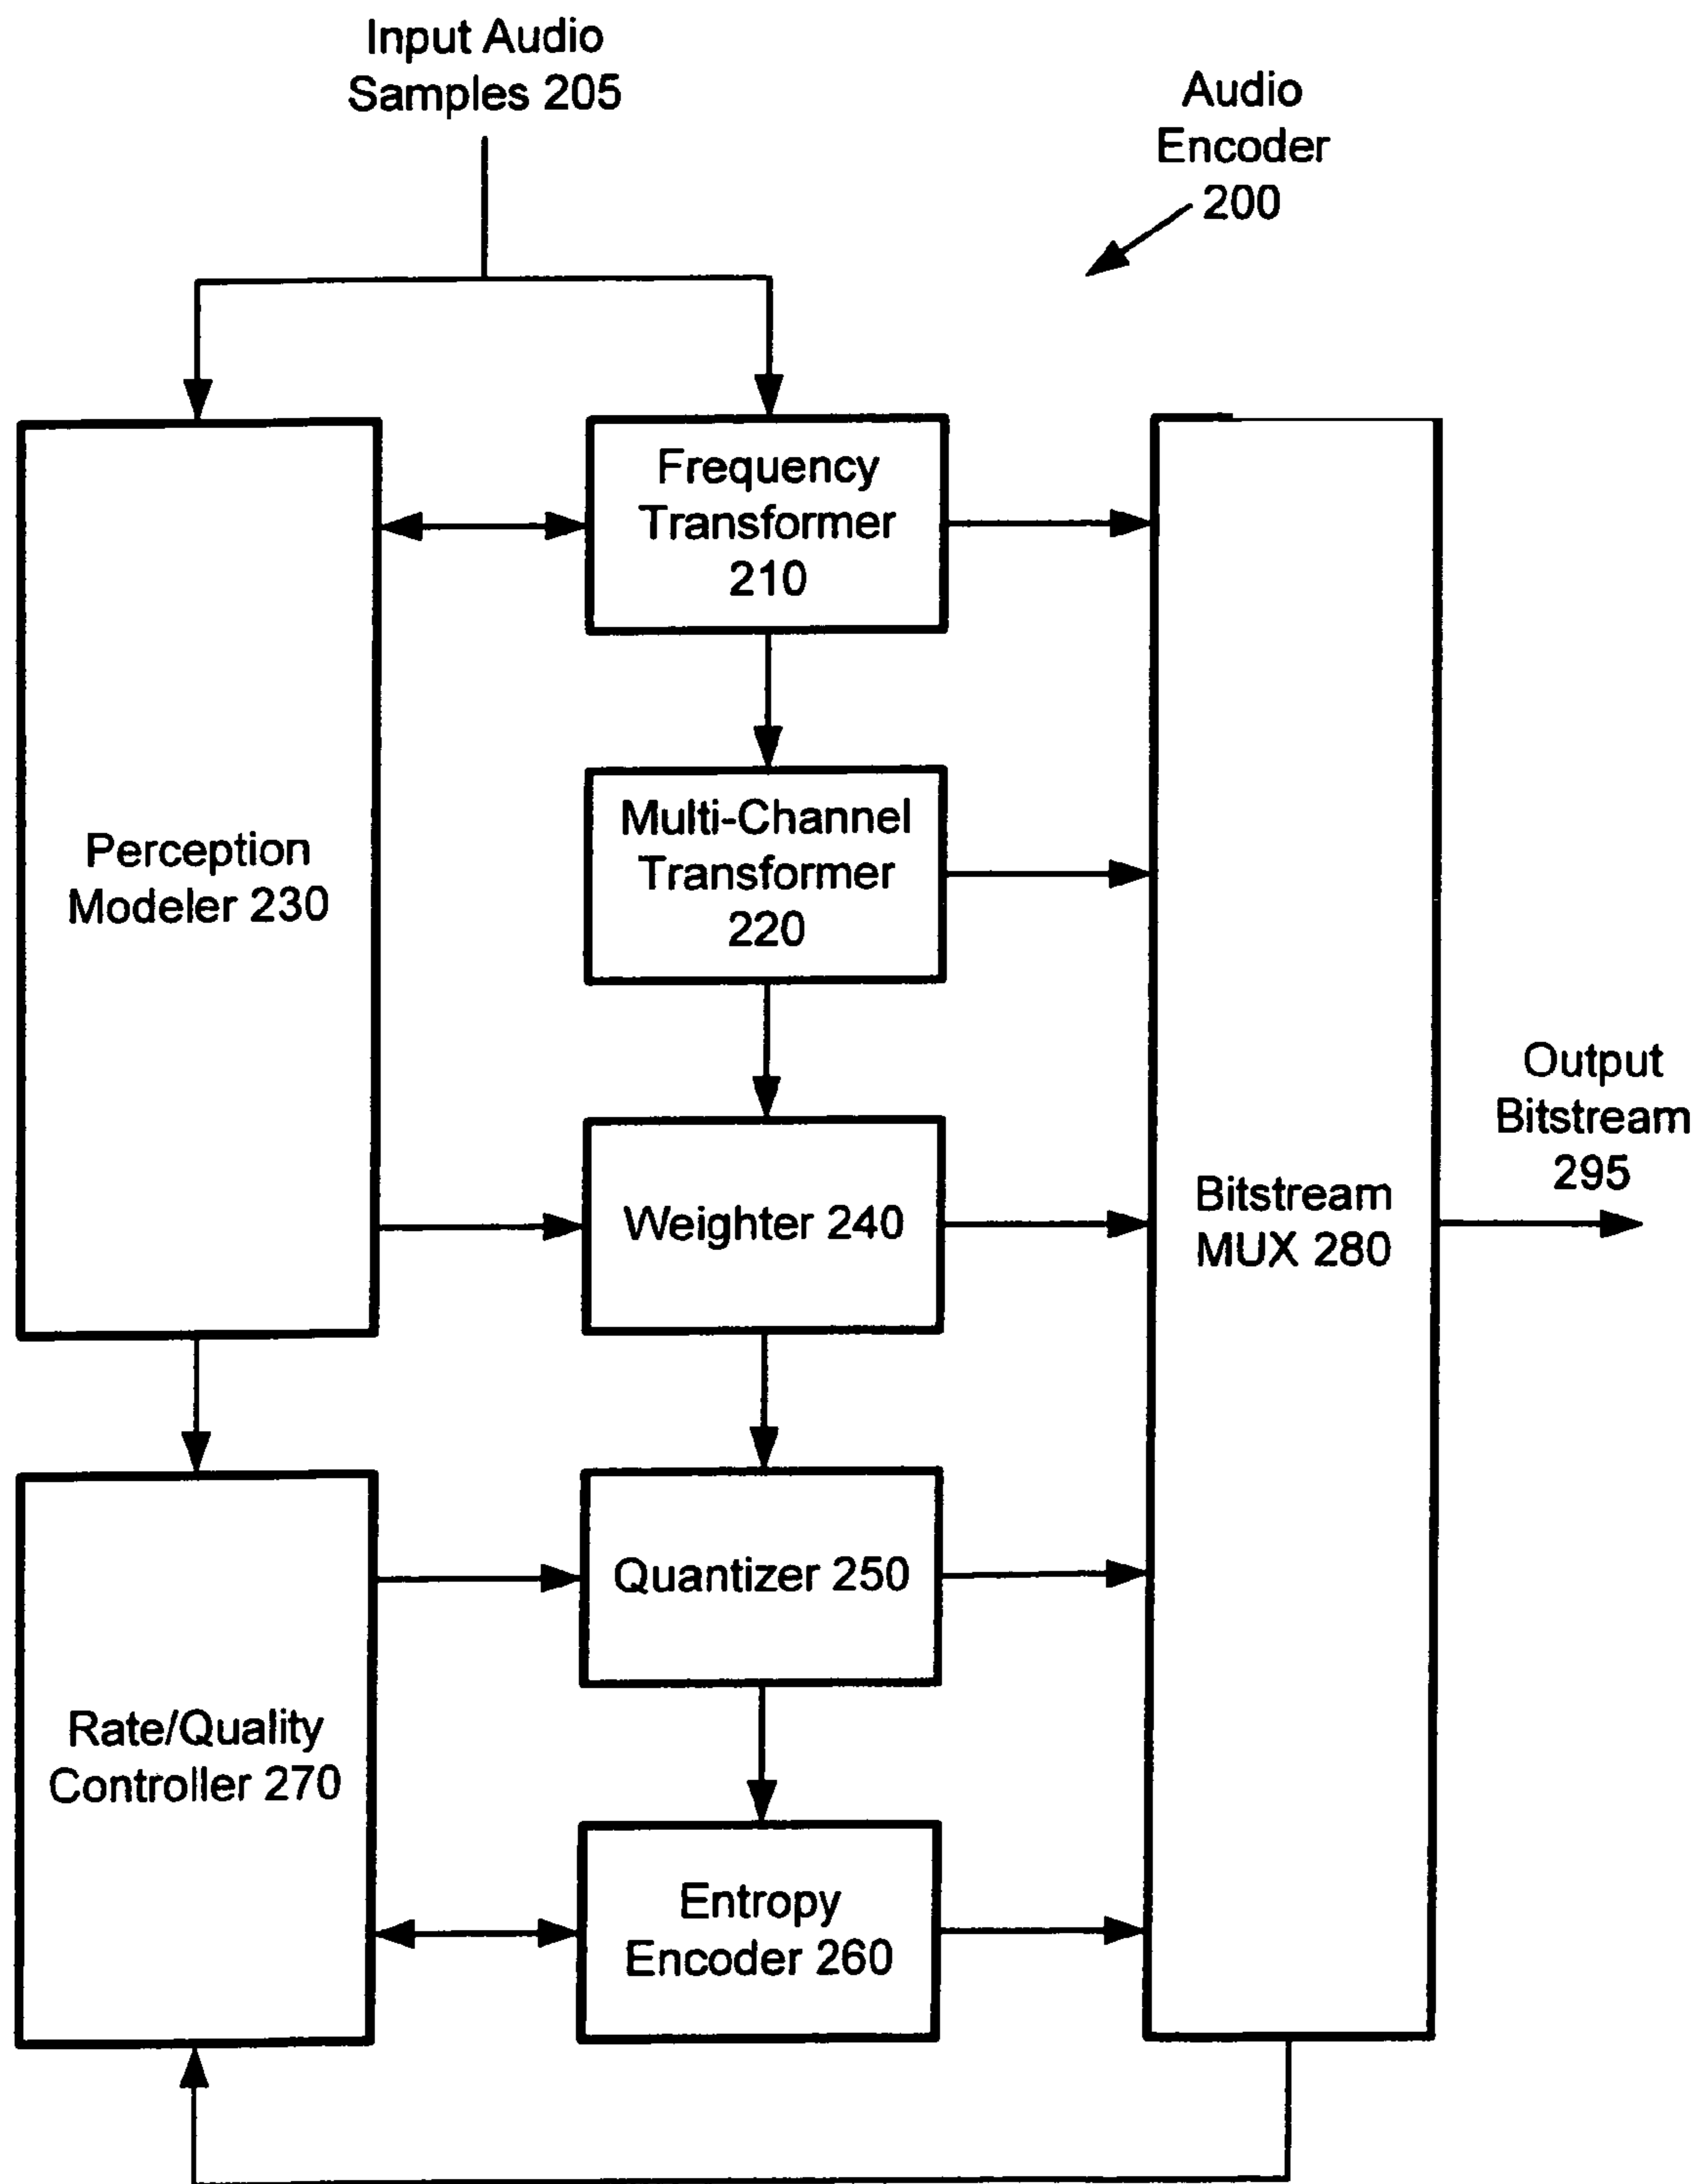 Input Audio
Samples 205
Audio
Encoder
200
Frequency
Transformer
210
Multi-Channel
Transformer
220
Perception
Modeler 230
Output
Bitstream
295
Weighter 240
Bitstream
MUX 280
Quantizer 250
Rate/Quality
Controller 270
Entropy
Encoder 260